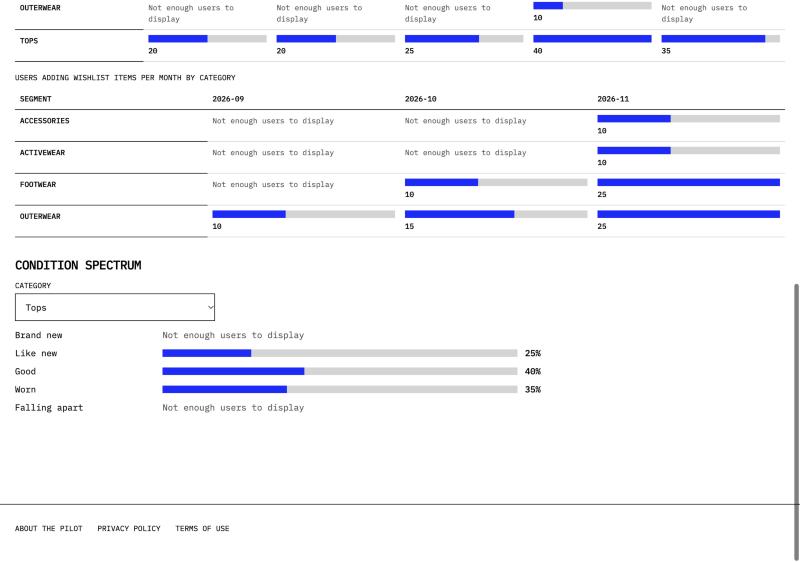 OUTERWEAR
Not enough users to display
Not enough users to display
Not enough users to display
10
Not enough users to display
TOPS
20
20
25
40
35
USERS ADDING WISHLIST ITEMS PER MONTH BY CATEGORY
SEGMENT 2026-09 2026-10 2026-11
ACCESSORIES Not enough users to display Not enough users to display 10
ACTIVEWEAR Not enough users to display Not enough users to display 10
FOOTWEAR Not enough users to display 10 25
OUTERWEAR 10 15 25
CONDITION SPECTRUM
CATEGORY
Tops
Brand new Not enough users to display
Like new 25%
Good 40%
Worn 35%
Falling apart Not enough users to display
ABOUT THE PILOT PRIVACY POLICY TERMS OF USE